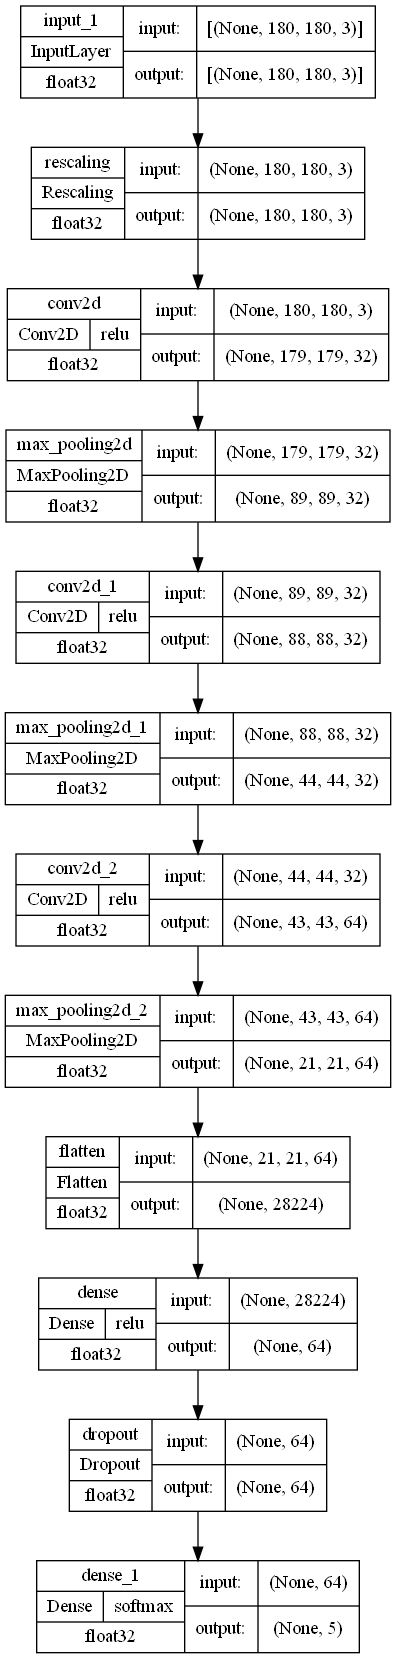 input_1
InputLayer
float32
input:
[(None, 180, 180, 3)]
output:
[(None, 180, 180, 3)]
rescaling
Rescaling
float32
input:
(None, 180, 180, 3)
output:
(None, 180, 180, 3)
conv2d
Conv2D relu
float32
input:
(None, 180, 180, 3)
output:
(None, 179, 179, 32)
max_pooling2d
MaxPooling2D
float32
input:
(None, 179, 179, 32)
output:
(None, 89, 89, 32)
conv2d_1
Conv2D relu
float32
input:
(None, 89, 89, 32)
output:
(None, 88, 88, 32)
max_pooling2d_1
MaxPooling2D
float32
input:
(None, 88, 88, 32)
output:
(None, 44, 44, 32)
conv2d_2
Conv2D relu
float32
input:
(None, 44, 44, 32)
output:
(None, 43, 43, 64)
max_pooling2d_2
MaxPooling2D
float32
input:
(None, 43, 43, 64)
output:
(None, 21, 21, 64)
flatten
Flatten
float32
input:
(None, 21, 21, 64)
output:
(None, 28224)
dense
Dense relu
float32
input:
(None, 28224)
output:
(None, 64)
dropout
Dropout
float32
input:
(None, 64)
output:
(None, 64)
dense_1
Dense softmax
float32
input:
(None, 64)
output:
(None, 5)